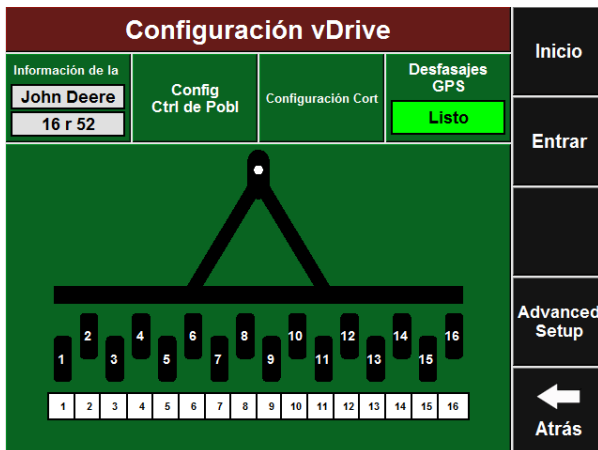 Configuración vDrive
Información de la
John Deere
16 r 52
Config
Ctrl de Pobl
Configuración Cort
Desfasajes
GPS
Listo
Inicio
Entrar
Advanced
Setup
Atrás
2 4 6 8 10 12 14 16
1 3 5 7 9 11 13 15
1 2 3 4 5 6 7 8 9 10 11 12 13 14 15 16